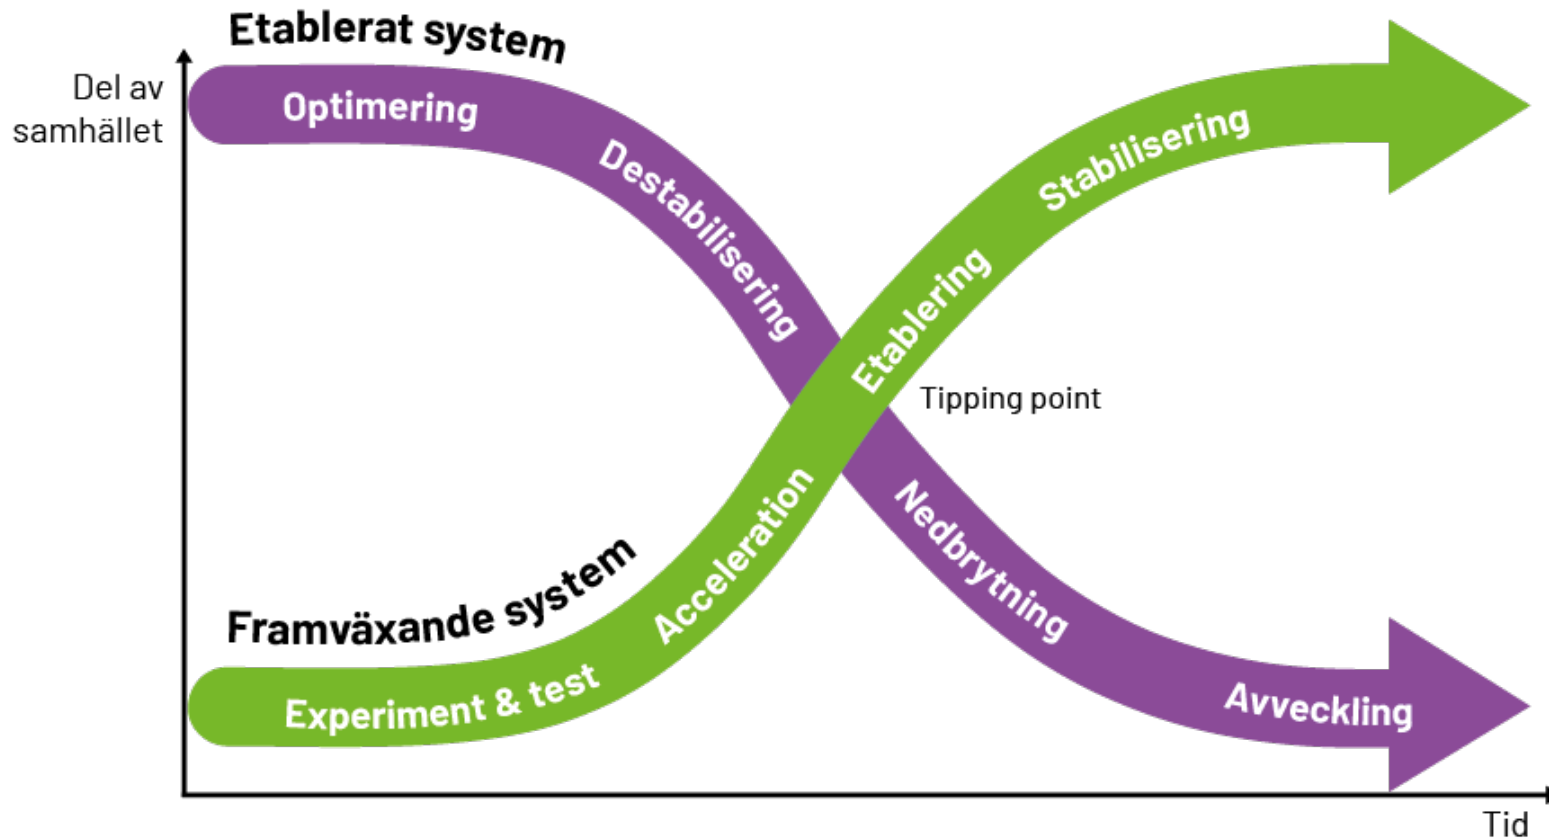 Etablerat system
Del av
samhället
Optimering
Destabilisering
Stabilisering
Etablering
Tipping point
Acceleration
Nedbrytning
Framväxande system
Experiment & test
Avveckling
Tid